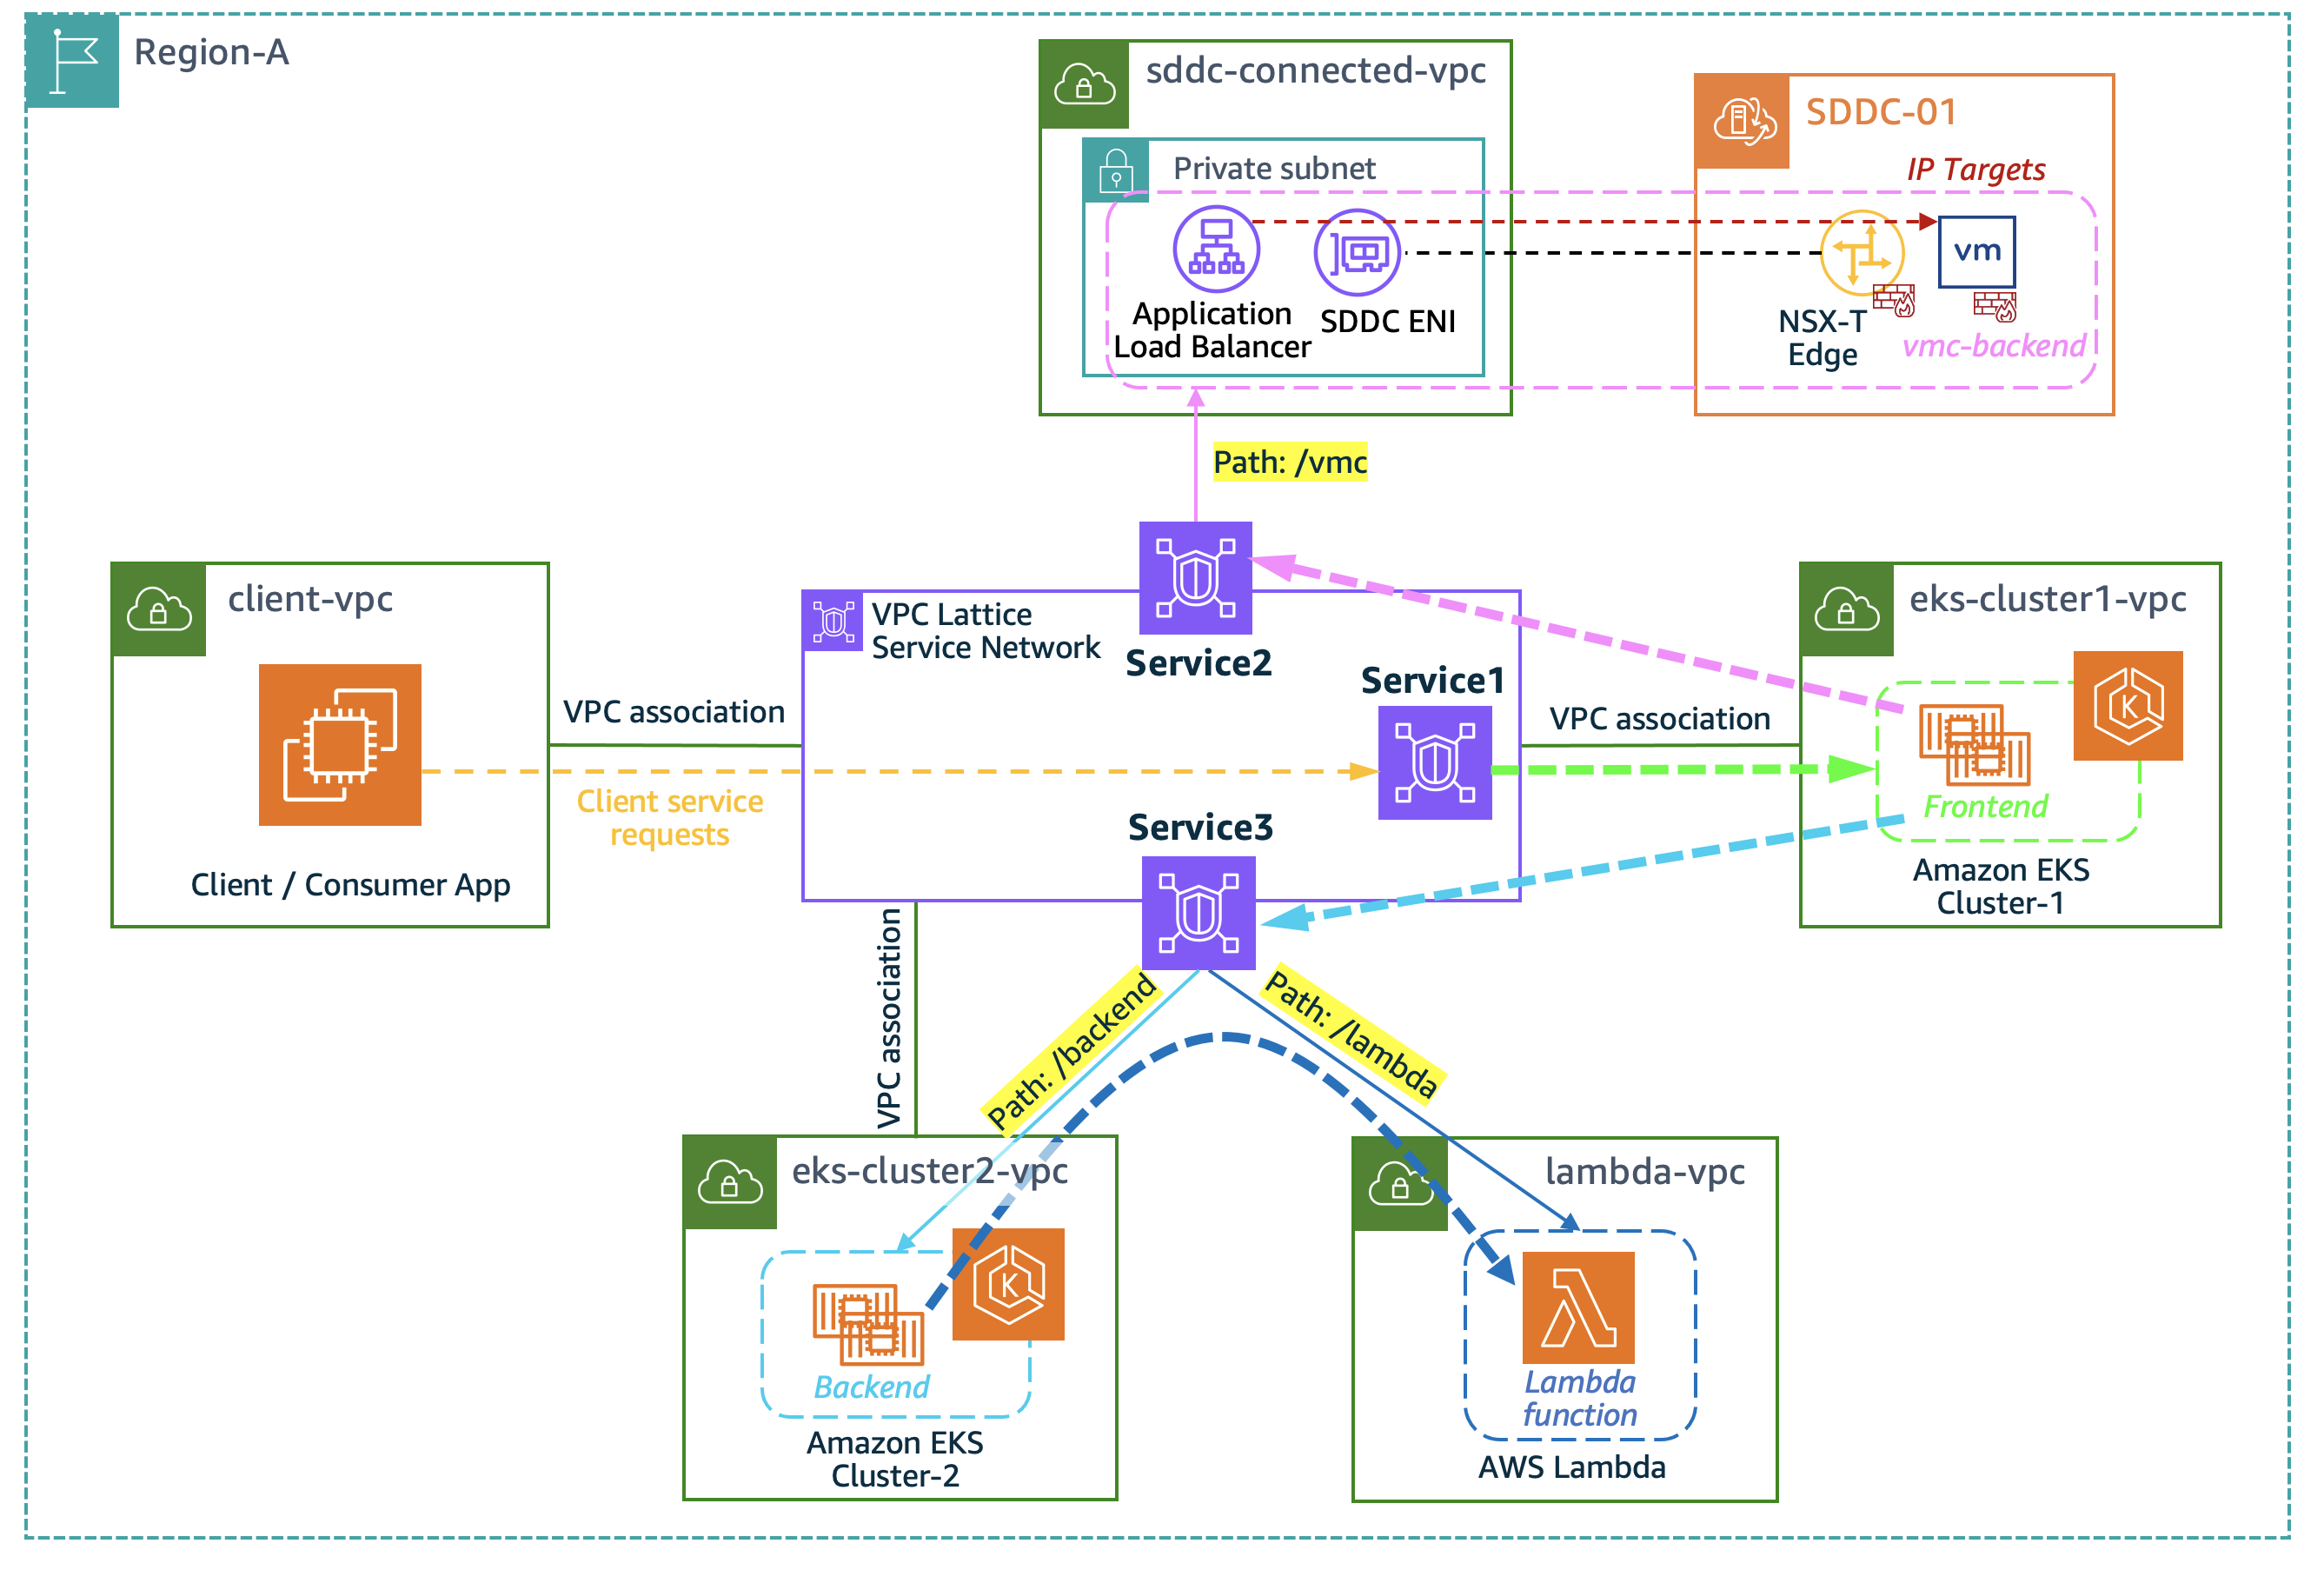 Region-A
sddc-connected-vpc
SDDC-01
Private subnet
IP Targets
vm
Application
Load Balancer
SDDC ENI
NSX-T
Edge
vmc-backend
Path: /vmc
client-vpc
VPC Lattice
Service Network
Service2
eks-cluster1-vpc
Service1
VPC association
VPC association
K
Client service
requests
Frontend
Service3
Client / Consumer App
Amazon EKS
Cluster-1
VPC association
Path: /backend
Path: /lambda
eks-cluster2-vpc
lambda-vpc
K
Backend
Lambda
function
Amazon EKS
Cluster-2
AWS Lambda